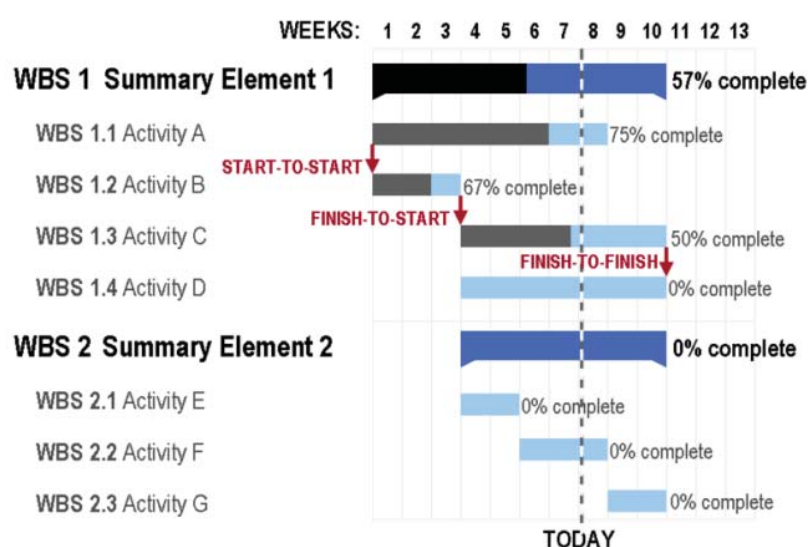 WEEKS: 1 2 3 4 5 6 7 8 9 10 11 12 13
WBS 1 Summary Element 1 57% complete
WBS 1.1 Activity A 75% complete
START-TO-START
WBS 1.2 Activity B 67% complete
FINISH-TO-START
WBS 1.3 Activity C 50% complete
FINISH-TO-FINISH
WBS 1.4 Activity D 0% complete
WBS 2 Summary Element 2 0% complete
WBS 2.1 Activity E 0% complete
WBS 2.2 Activity F 0% complete
WBS 2.3 Activity G 0% complete
TODAY